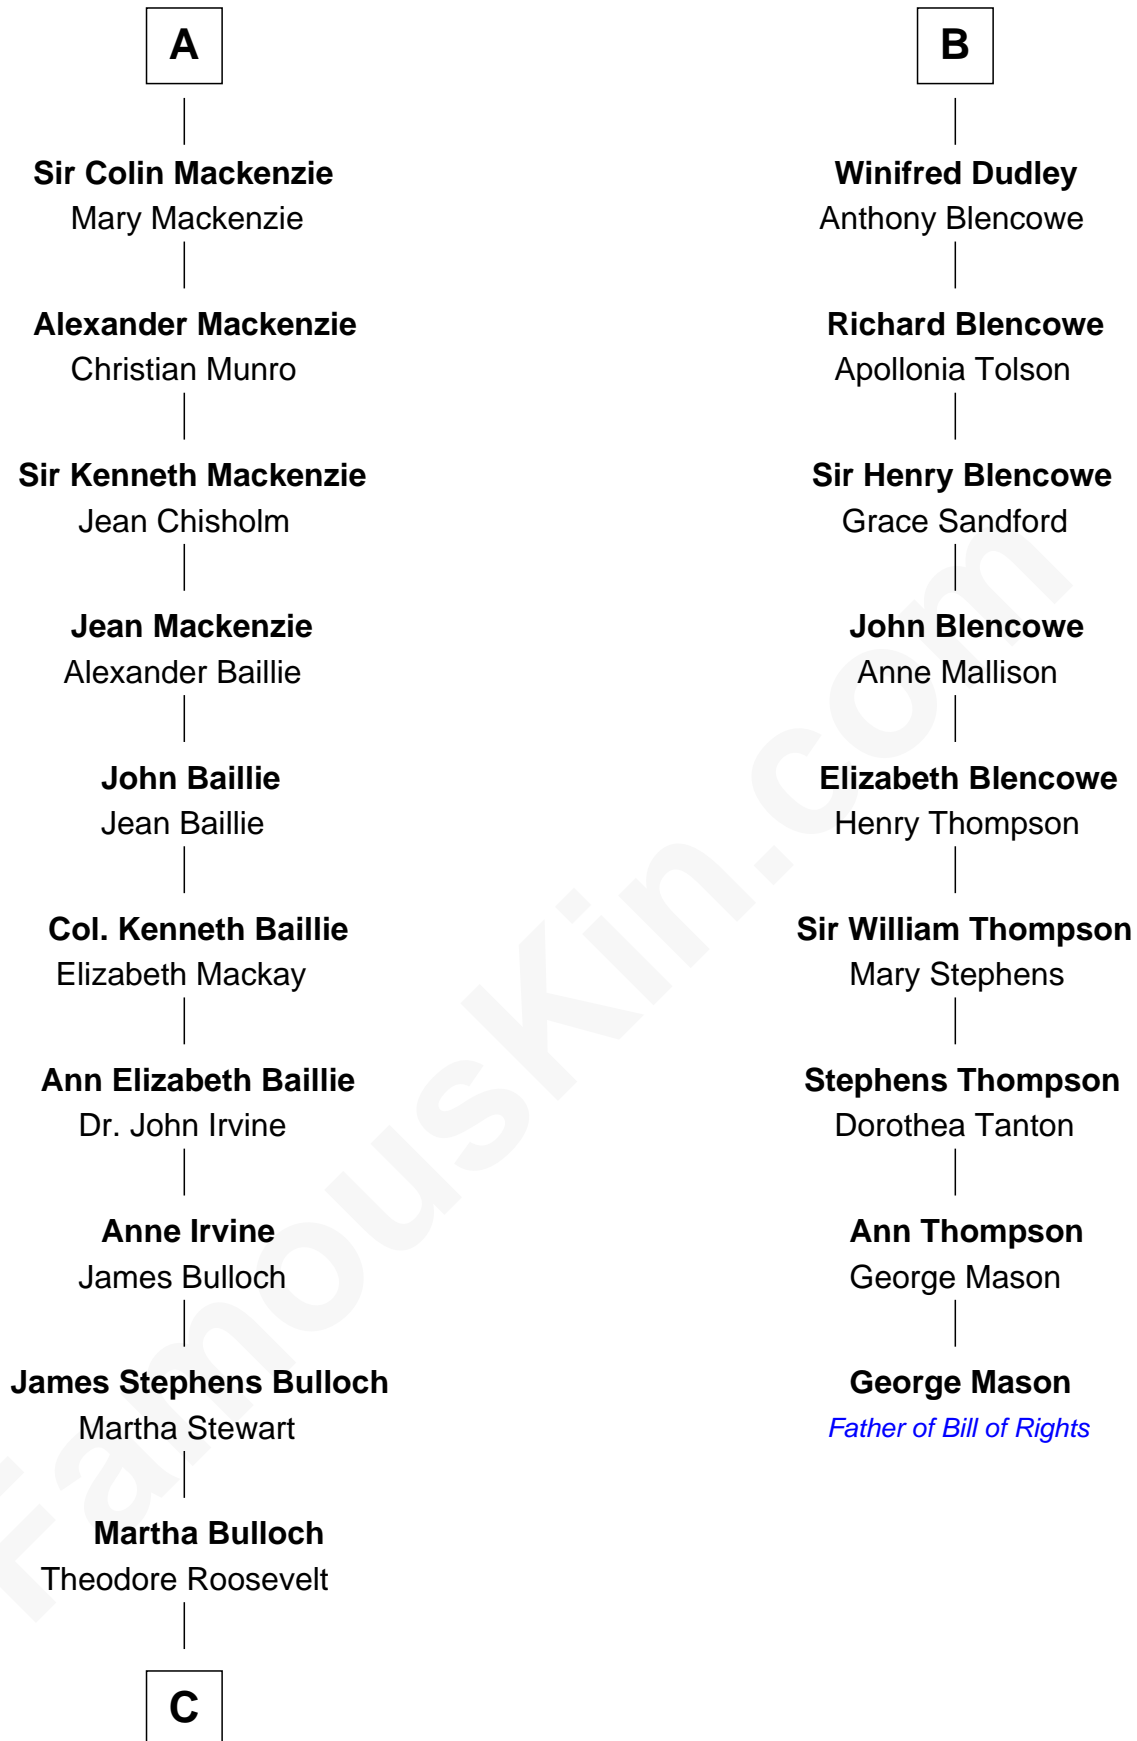 A
Sir Colin Mackenzie
Mary Mackenzie
Alexander Mackenzie
Christian Munro
Sir Kenneth Mackenzie
Jean Chisholm
Jean Mackenzie
Alexander Baillie
John Baillie
Jean Baillie
Col. Kenneth Baillie
Elizabeth Mackay
Ann Elizabeth Baillie
Dr. John Irvine
Anne Irvine
James Bulloch
James Stephens Bulloch
Martha Stewart
Martha Bulloch
Theodore Roosevelt
C
B
Winifred Dudley
Anthony Blencowe
Richard Blencowe
Apollonia Tolson
Sir Henry Blencowe
Grace Sandford
John Blencowe
Anne Mallison
Elizabeth Blencowe
Henry Thompson
Sir William Thompson
Mary Stephens
Stephens Thompson
Dorothea Tanton
Ann Thompson
George Mason
George Mason
Father of Bill of Rights
FamousKin.com